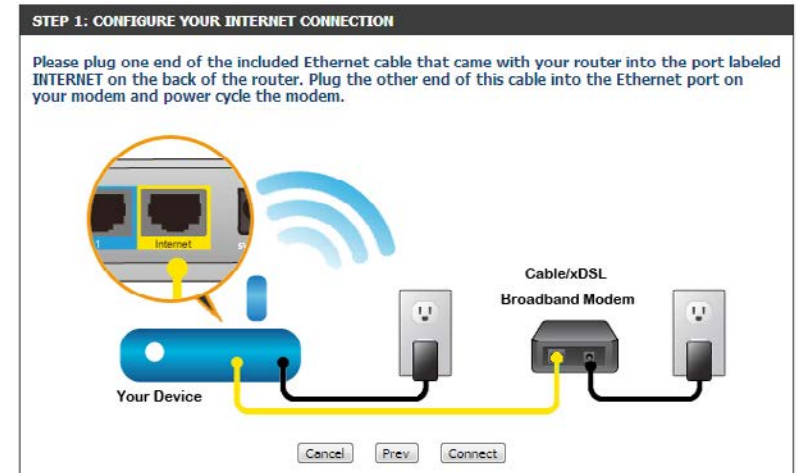 STEP 1: CONFIGURE YOUR INTERNET CONNECTION
Please plug one end of the included Ethernet cable that came with your router into the port labeled
INTERNET on the back of the router. Plug the other end of this cable into the Ethernet port on
your modem and power cycle the modem.
1
Internet
Cable/xDSL
Broadband Modem
Your Device
Cancel
Prev
Connect